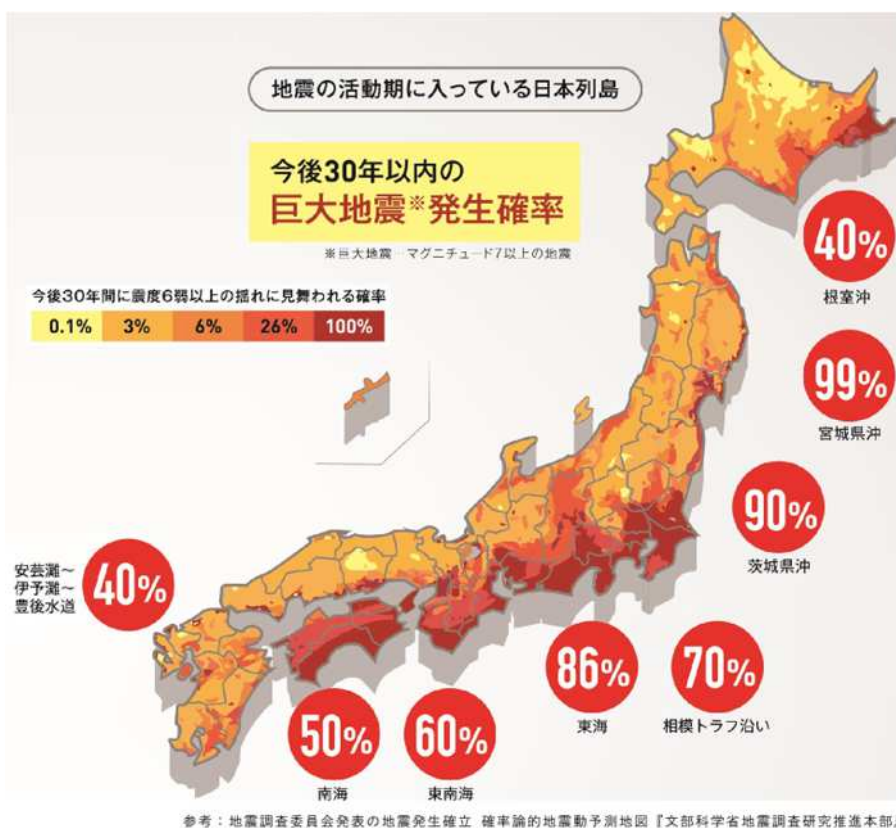 地震の活動期に入っている日本列島
今後30年以内の
巨大地震※発生確率
※巨大地震…マグニチュード7以上の地震
今後30年間に震度6弱以上の揺れに見舞われる確率
0.1% 3% 6% 26% 100%
40%
根室沖
99%
宮城県沖
90%
茨城県沖
安芸灘~
伊予灘~
豊後水道
40%
86%
東海
70%
相模トラフ沿い
50%
南海
60%
東南海
参考:地震調査委員会発表の地震発生確立 確率論的地震動予測地図『文部科学省地震調査研究推進本部